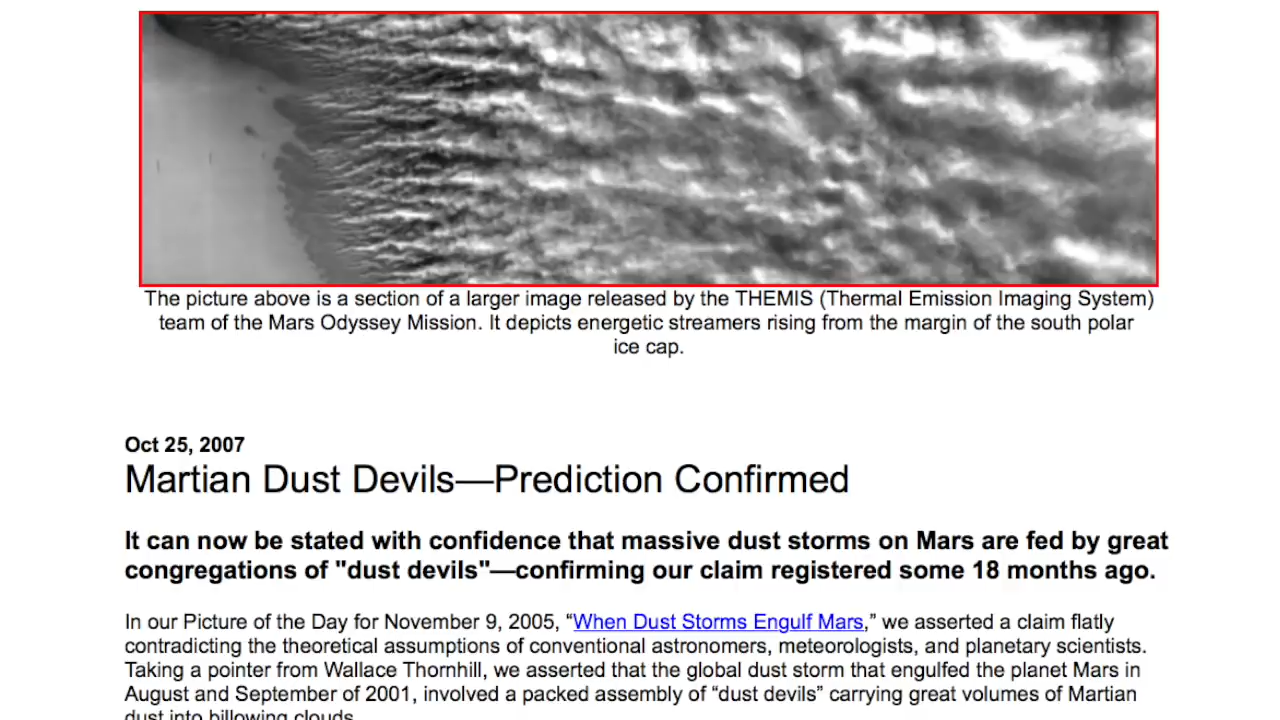 The picture above is a section of a larger image released by the THEMIS (Thermal Emission Imaging System)
team of the Mars Odyssey Mission. It depicts energetic streamers rising from the margin of the south polar
ice cap.
Oct 25, 2007
Martian Dust Devils—Prediction Confirmed
It can now be stated with confidence that massive dust storms on Mars are fed by great
congregations of "dust devils"—confirming our claim registered some 18 months ago.
In our Picture of the Day for November 9, 2005, “When Dust Storms Engulf Mars,” we asserted a claim flatly
contradicting the theoretical assumptions of conventional astronomers, meteorologists, and planetary scientists.
Taking a pointer from Wallace Thornhill, we asserted that the global dust storm that engulfed the planet Mars in
August and September of 2001, involved a packed assembly of “dust devils” carrying great volumes of Martian
dust into billowing clouds.